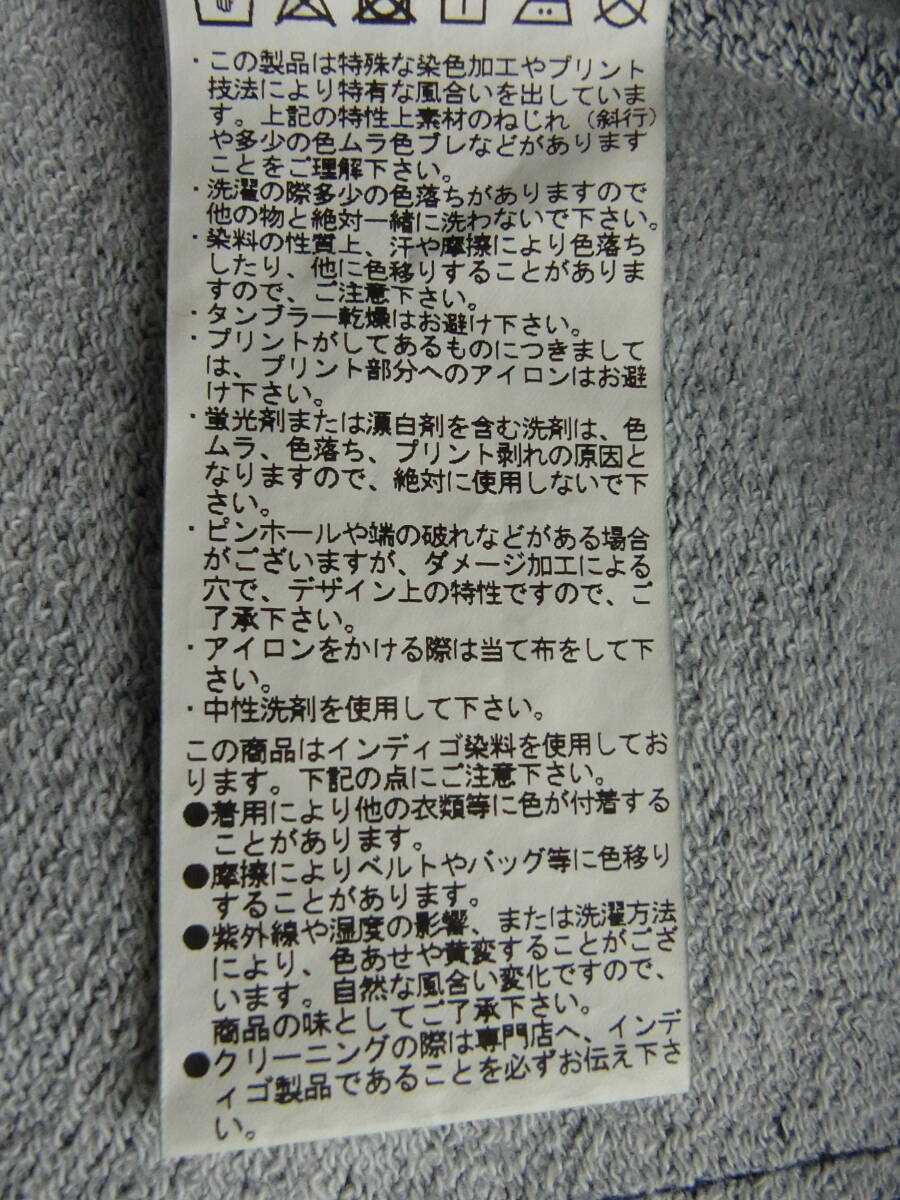 ・この製品は特殊な染色加工やプリント
技法により特有な風合いを出していま
す。上記の特性上素材のねじれ（斜行）
や多少の色ムラ色ブレなどがあります
ことをご理解下さい。
・洗濯の際多少の色落ちがありますので
他の物と絶対一緒に洗わないで下さい。
・染料の性質上、汗や摩擦により色落ち
したり、他に色移りすることがありま
すので、ご注意下さい。
・タンブラー乾燥はお避け下さい。
・プリントがしてあるものにつきまして
は、プリント部分へのアイロンはお避
け下さい。
・蛍光剤または漂白剤を含む洗剤は、色
ムラ、色落ち、プリント剥れの原因と
なりますので、絶対に使用しないで下
さい。
・ピンホールや端の破れなどがある場合
がございますが、ダメージ加工による
穴で、デザイン上の特性ですので、ご
了承下さい。
・アイロンをかける際は当て布をして下
さい。
・中性洗剤を使用して下さい。
この商品はインディゴ染料を使用してお
ります。下記の点にご注意下さい。
●着用により他の衣類等に色が付着する
ことがあります。
●摩擦によりベルトやバッグ等に色移り
することがあります。
●紫外線や湿度の影響、または洗濯方法
により、色あせや黄変することがござ
います。自然な風合い変化ですので、
商品の味としてご了承下さい。
●クリーニングの際は専門店へ、インデ
ィゴ製品であることを必ずお伝え下さ
い。